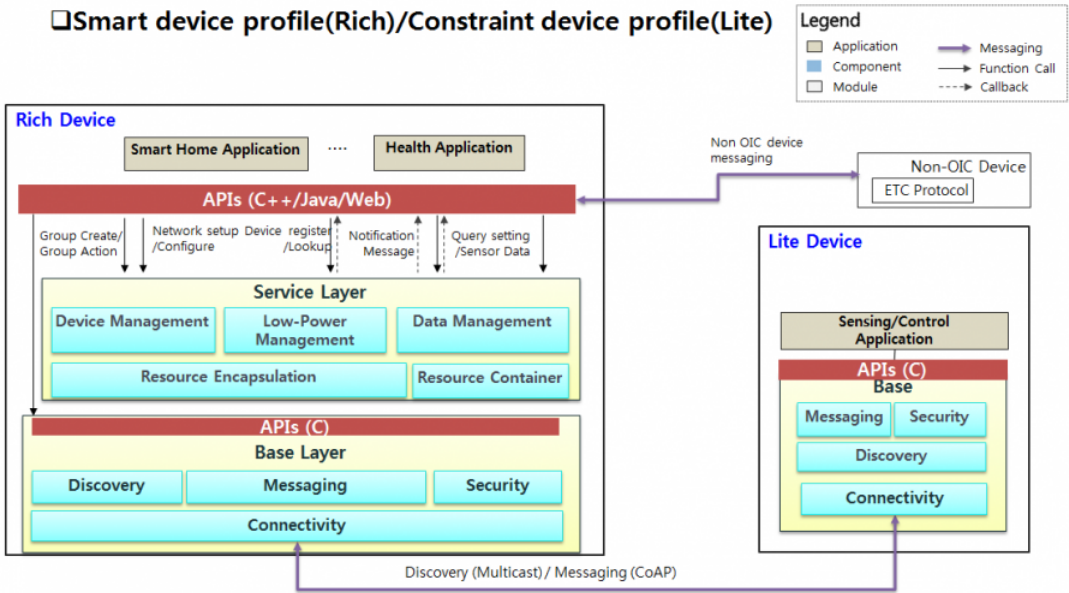 ❑Smart device profile(Rich)/Constraint device profile(Lite)
Legend
Application
Component
Module
Messaging
Function Call
Callback
Rich Device
Smart Home Application
....
Health Application
Non OIC device
messaging
Non-OIC Device
ETC Protocol
APIs (C++/Java/Web)
Group Create/
Group Action
Network setup
/Configure
Device register
/Lookup
Notification
Message
Query setting
/Sensor Data
Service Layer
Device Management
Low-Power
Management
Data Management
Resource Encapsulation
Resource Container
APIs (C)
Base Layer
Discovery
Messaging
Security
Connectivity
Lite Device
Sensing/Control
Application
APIs (C)
Base
Messaging
Security
Discovery
Connectivity
Discovery (Multicast) / Messaging (CoAP)